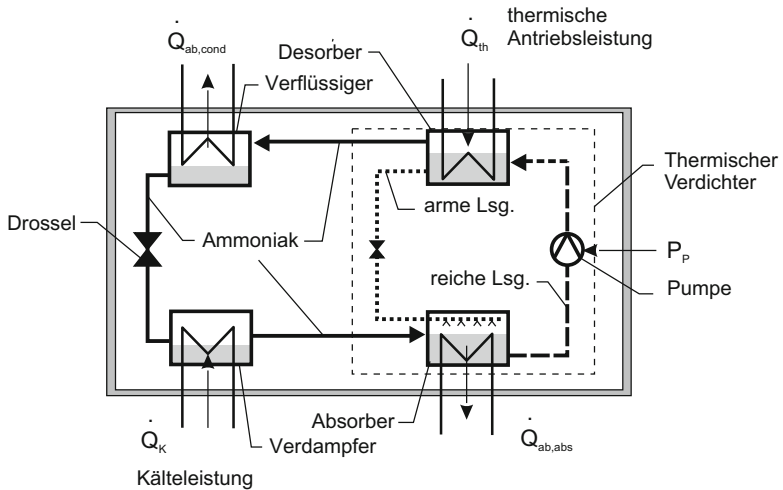 thermische
Antriebsleistung
Q̇ab,cond
Desorber
Q̇th
Verflüssiger
Thermischer
Verdichter
arme Lsg.
Drossel
Ammoniak
PP
reiche Lsg.
Pumpe
Absorber
Verdampfer
Q̇K
Q̇ab,abs
Kälteleistung